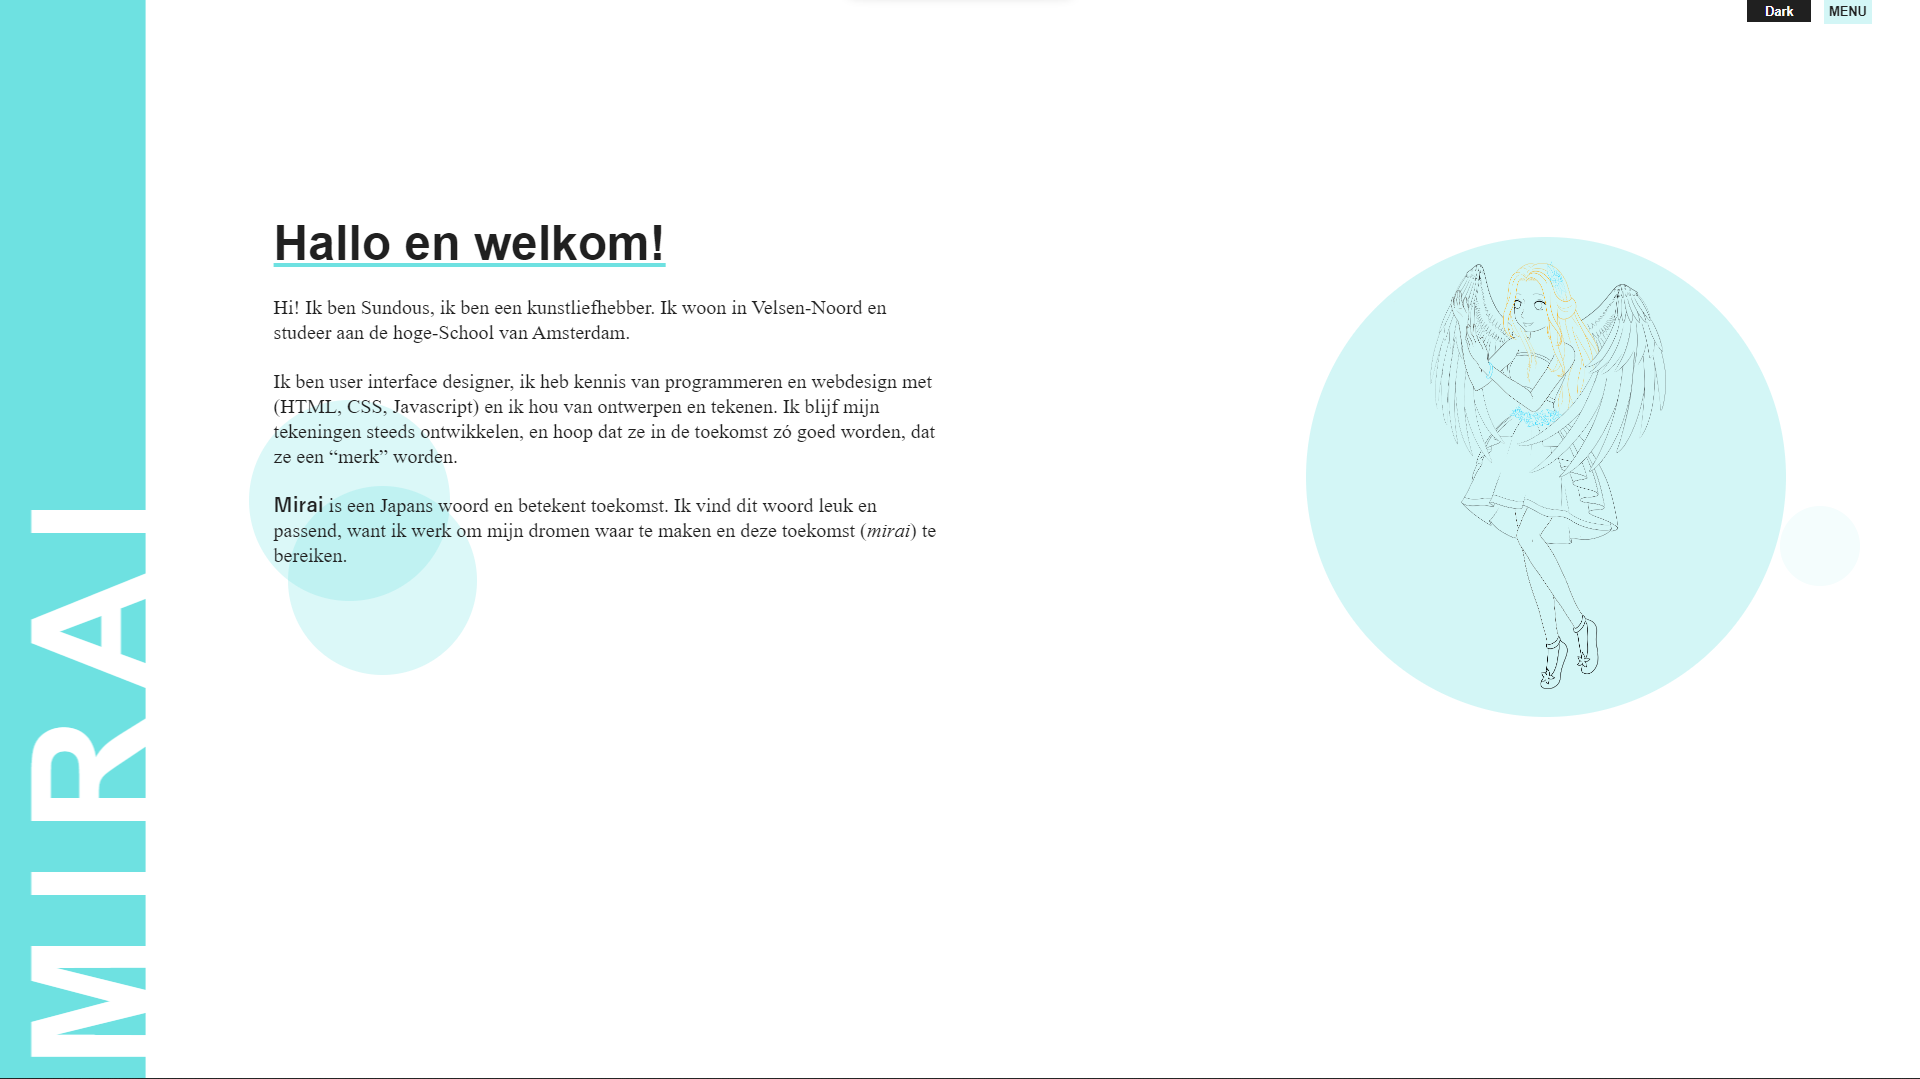 Dark
MENU
MIRAI
Hallo en welkom!
Hi! Ik ben Sundous, ik ben een kunstliefhebber. Ik woon in Velsen-Noord en
studeer aan de hoge-School van Amsterdam.
Ik ben user interface designer, ik heb kennis van programmeren en webdesign met
(HTML, CSS, Javascript) en ik hou van ontwerpen en tekenen. Ik blijf mijn
tekeningen steeds ontwikkelen, en hoop dat ze in de toekomst zó goed worden, dat
ze een “merk” worden.
Mirai is een Japans woord en betekent toekomst. Ik vind dit woord leuk en
passend, want ik werk om mijn dromen waar te maken en deze toekomst (mirai) te
bereiken.